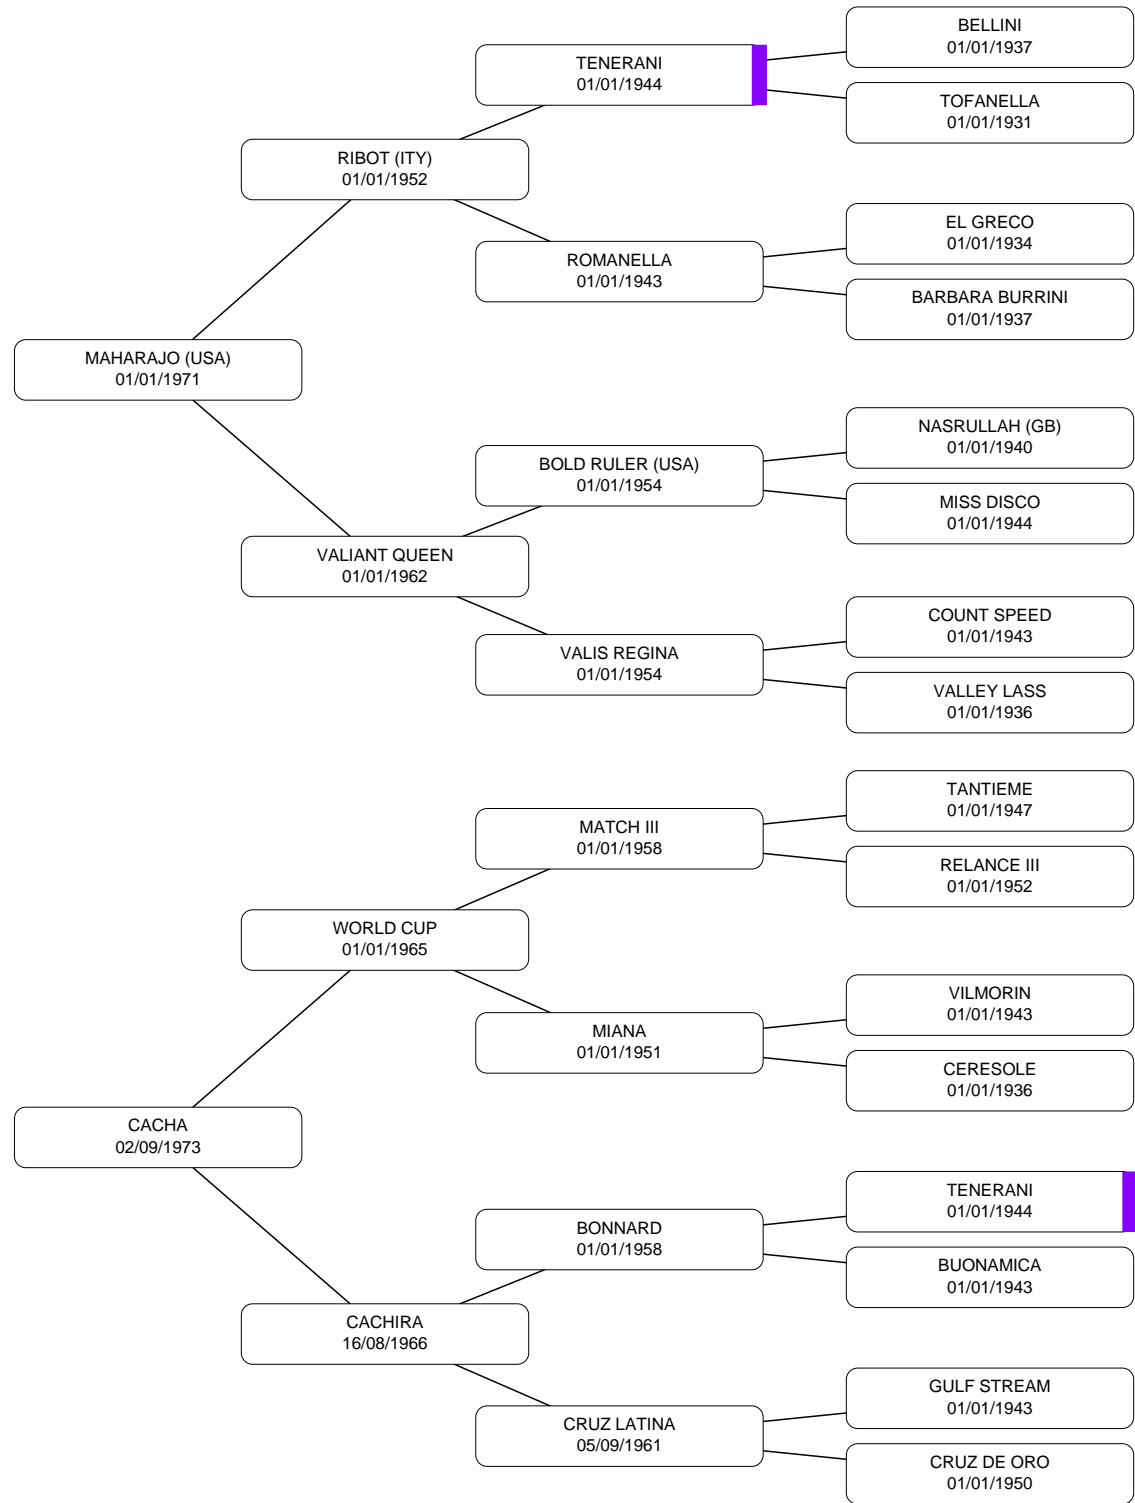 BELLINI
01/01/1937
TENERANI
01/01/1944
TOFANELLA
01/01/1931
RIBOT (ITY)
01/01/1952
EL GRECO
01/01/1934
ROMANELLA
01/01/1943
BARBARA BURRINI
01/01/1937
MAHARAJO (USA)
01/01/1971
NASRULLAH (GB)
01/01/1940
BOLD RULER (USA)
01/01/1954
MISS DISCO
01/01/1944
VALIANT QUEEN
01/01/1962
COUNT SPEED
01/01/1943
VALIS REGINA
01/01/1954
VALLEY LASS
01/01/1936
TANTIEME
01/01/1947
MATCH III
01/01/1958
RELANCE III
01/01/1952
WORLD CUP
01/01/1965
VILMORIN
01/01/1943
MIANA
01/01/1951
CERESOLE
01/01/1936
CACHA
02/09/1973
TENERANI
01/01/1944
BONNARD
01/01/1958
BUONAMICA
01/01/1943
CACHIRA
16/08/1966
GULF STREAM
01/01/1943
CRUZ LATINA
05/09/1961
CRUZ DE ORO
01/01/1950